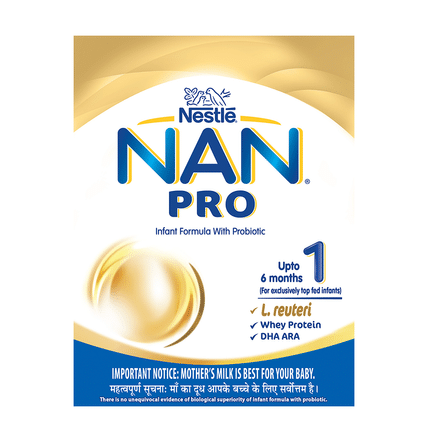 Nestlé
NAN®
PRO
Infant Formula With Probiotic
Upto
6 months
1
(For exclusively top fed infants)
L. reuteri
Whey Protein
DHA ARA
IMPORTANT NOTICE: MOTHER'S MILK IS BEST FOR YOUR BABY.
महत्वपूर्ण सूचना: माँ का दूध आपके बच्चे के लिए सर्वोत्तम है।
There is no unequivocal evidence of biological superiority of infant formula with probiotic.